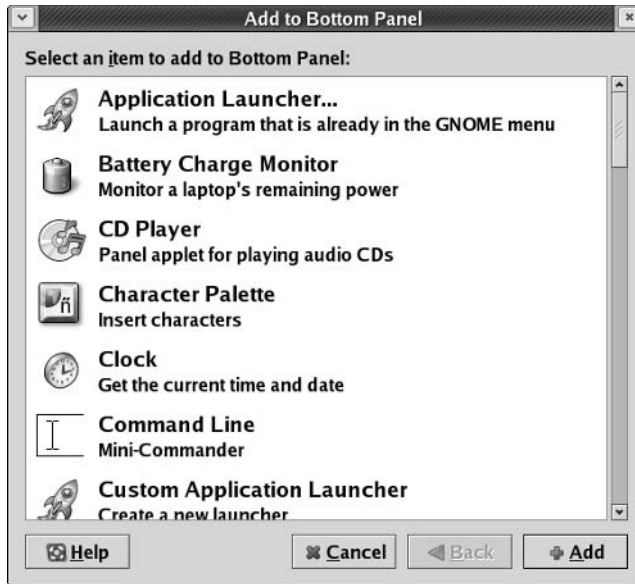 Add to Bottom Panel
Select an item to add to Bottom Panel:
Application Launcher...
Launch a program that is already in the GNOME menu
Battery Charge Monitor
Monitor a laptop's remaining power
CD Player
Panel applet for playing audio CDs
Character Palette
Insert characters
ñ
Clock
Get the current time and date
Command Line
Mini-Commander
Custom Application Launcher
Create a new launcher
Help
Cancel
Back
Add